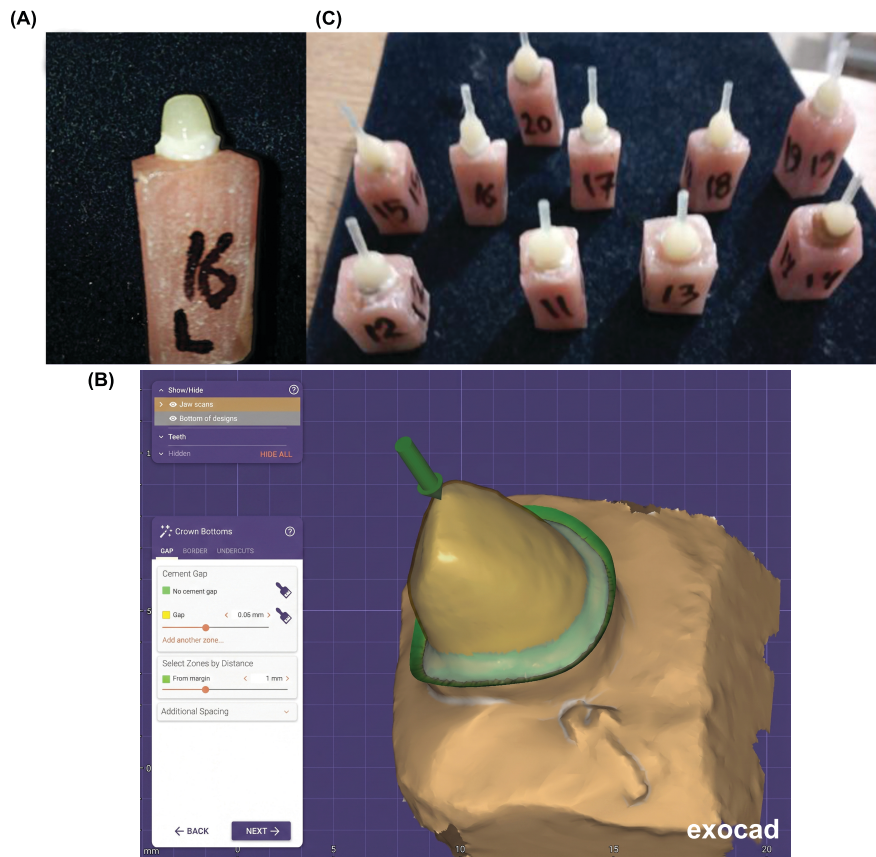 (A)
(C)
16
L
20
15
16
17
18
19
12
11
13
(B)
Show/Hide
Jaw scans
Bottom of designs
Teeth
Hidden HIDE ALL
Crown Bottoms
GAP BORDER UNDERCUTS
Cement Gap
No cement gap
Gap 0.06 mm
Add another zone...
Select Zones by Distance
From margin 1 mm
Additional Spacing
BACK NEXT
exocad
mm 0 5 10 15 20